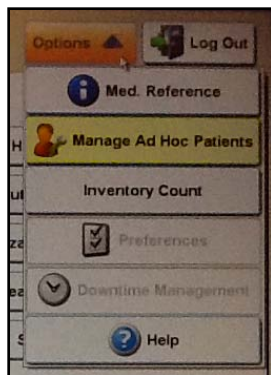 Options Log Out
Med. Reference
Manage Ad Hoc Patients
Inventory Count
Preferences
Downtime Management
Help